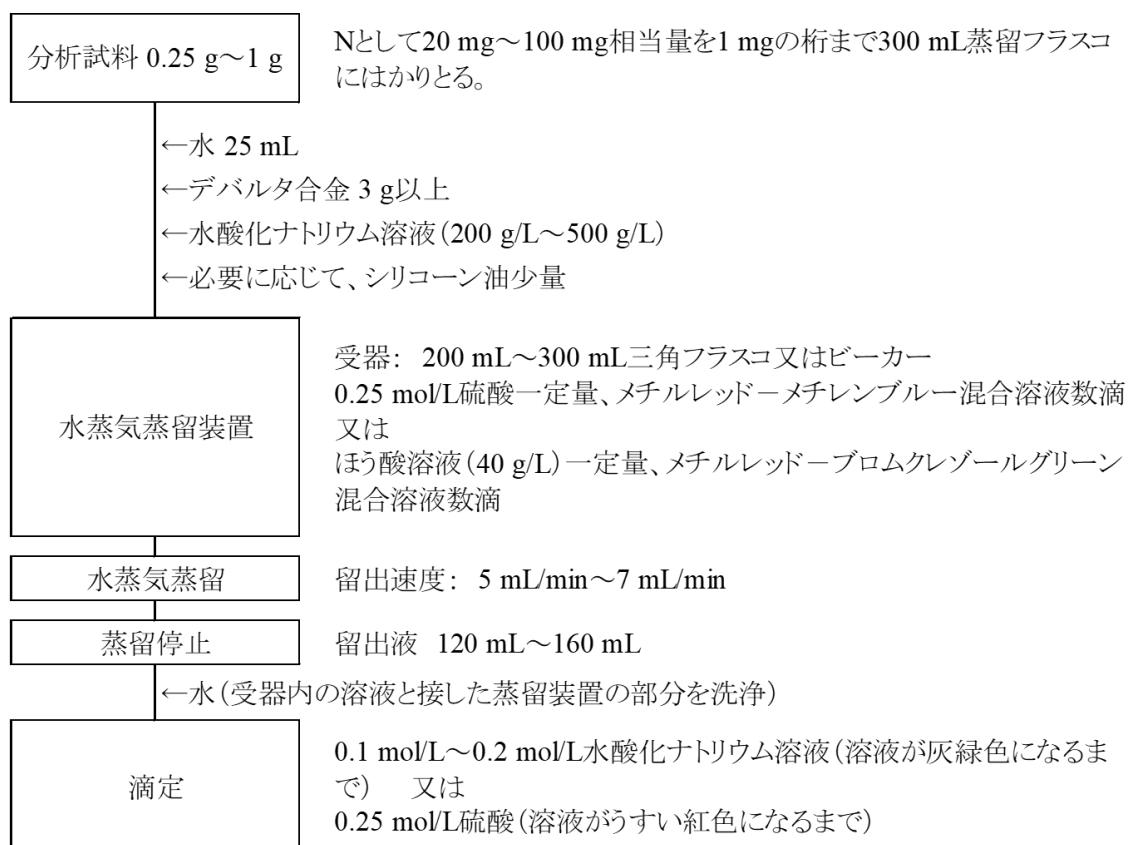 分析試料 0.25 g～1 g
Nとして20 mg～100 mg相当量を1 mgの桁まで300 mL蒸留フラスコ
にはかりとる。
←水 25 mL
←デバルタ合金 3 g以上
←水酸化ナトリウム溶液(200 g/L～500 g/L)
←必要に応じて、シリコーン油少量
水蒸気蒸留装置
受器: 200 mL～300 mL三角フラスコ又はビーカー
0.25 mol/L硫酸一定量、メチルレッド－メチレンブルー混合溶液数滴
又は
ほう酸溶液(40 g/L)一定量、メチルレッド－ブロムクレゾールグリーン
混合溶液数滴
水蒸気蒸留
留出速度: 5 mL/min～7 mL/min
蒸留停止
留出液 120 mL～160 mL
←水(受器内の溶液と接した蒸留装置の部分を洗浄)
滴定
0.1 mol/L～0.2 mol/L水酸化ナトリウム溶液(溶液が灰緑色になるま
で) 又は
0.25 mol/L硫酸(溶液がうすい紅色になるまで)